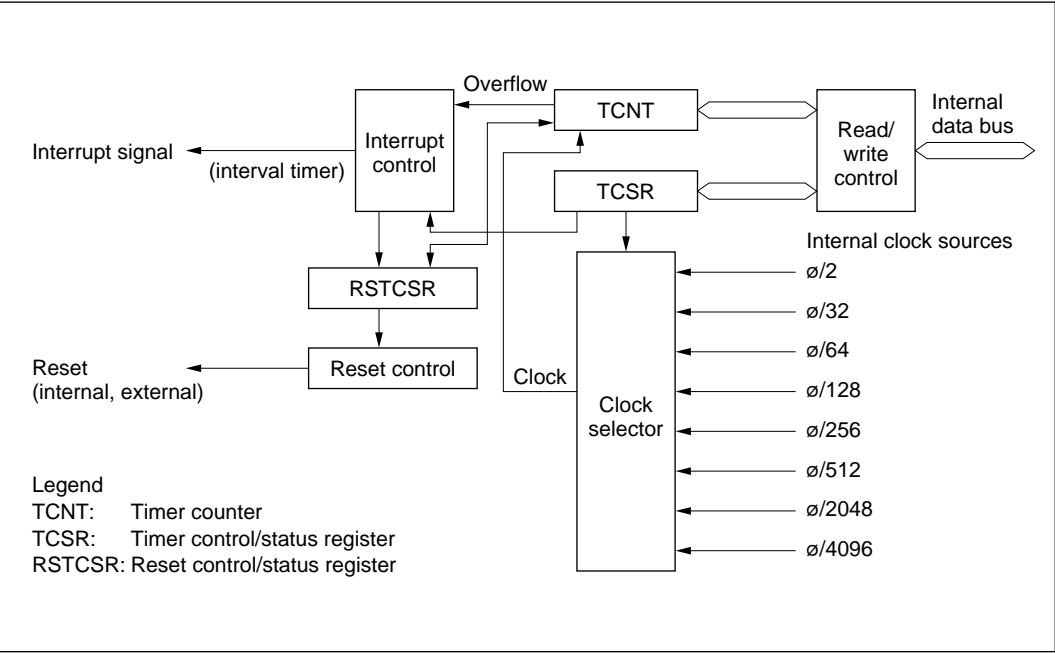 Overflow
TCNT
Internal
data bus
Interrupt
control
Read/
write
control
Interrupt signal
(interval timer)
TCSR
Internal clock sources
ø/2
RSTCSR
ø/32
ø/64
Reset
(internal, external)
Reset control
Clock
ø/128
Clock
selector
ø/256
ø/512
ø/2048
ø/4096
Legend
TCNT: Timer counter
TCSR: Timer control/status register
RSTCSR: Reset control/status register